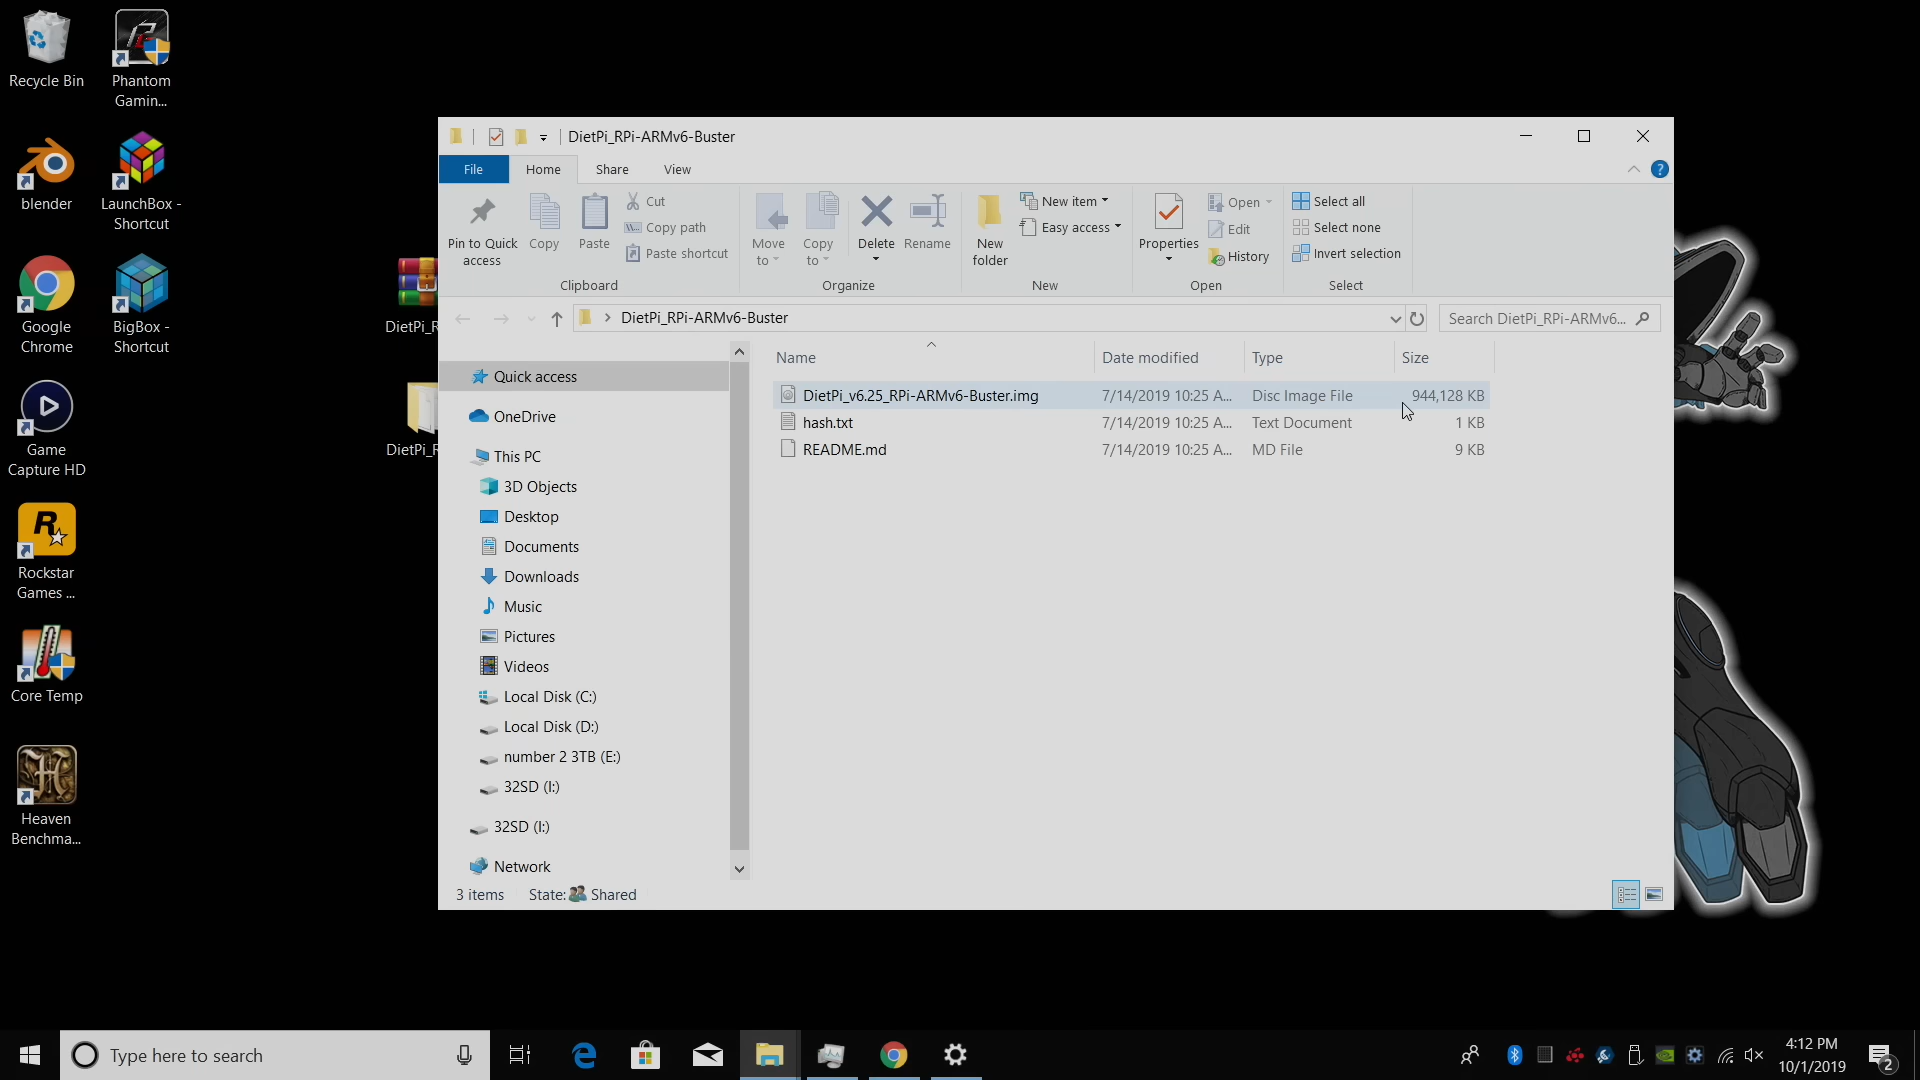 Recycle Bin
Phantom
Gamin...
blender
LaunchBox -
Shortcut
Google
Chrome
BigBox -
Shortcut
Game
Capture HD
Rockstar
Games ...
Core Temp
Heaven
Benchma...
DietPi_R
DietPi_R
DietPi_RPi-ARMv6-Buster
File
Home
Share
View
Pin to Quick
access
Copy
Paste
Cut
Copy path
Paste shortcut
Clipboard
Move
to
Copy
to
Delete
Rename
Organize
New
folder
New item
Easy access
New
Properties
Open
Edit
History
Open
Select all
Select none
Invert selection
Select
DietPi_RPi-ARMv6-Buster
Search DietPi_RPi-ARMv6...
Name
Date modified
Type
Size
DietPi_v6.25_RPi-ARMv6-Buster.img
7/14/2019 10:25 A...
Disc Image File
944,128 KB
hash.txt
7/14/2019 10:25 A...
Text Document
1 KB
README.md
7/14/2019 10:25 A...
MD File
9 KB
Quick access
OneDrive
This PC
3D Objects
Desktop
Documents
Downloads
Music
Pictures
Videos
Local Disk (C:)
Local Disk (D:)
number 2 3TB (E:)
32SD (I:)
32SD (I:)
Network
3 items
State: Shared
Type here to search
4:12 PM
10/1/2019
2